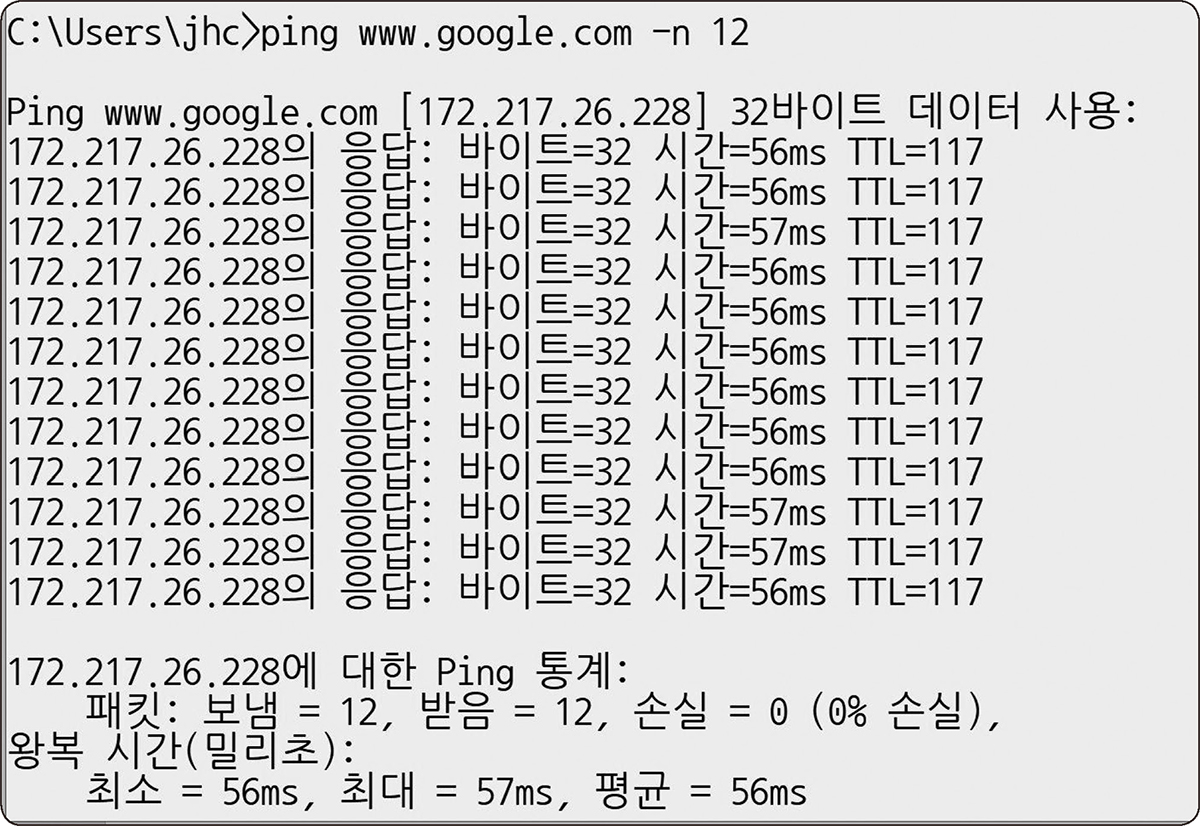 C:\Users\jhc>ping www.google.com -n 12
Ping www.google.com [172.217.26.228] 32바이트 데이터 사용:
172.217.26.228의 응답: 바이트=32 시간=56ms TTL=117
172.217.26.228의 응답: 바이트=32 시간=56ms TTL=117
172.217.26.228의 응답: 바이트=32 시간=57ms TTL=117
172.217.26.228의 응답: 바이트=32 시간=56ms TTL=117
172.217.26.228의 응답: 바이트=32 시간=56ms TTL=117
172.217.26.228의 응답: 바이트=32 시간=56ms TTL=117
172.217.26.228의 응답: 바이트=32 시간=56ms TTL=117
172.217.26.228의 응답: 바이트=32 시간=56ms TTL=117
172.217.26.228의 응답: 바이트=32 시간=56ms TTL=117
172.217.26.228의 응답: 바이트=32 시간=57ms TTL=117
172.217.26.228의 응답: 바이트=32 시간=57ms TTL=117
172.217.26.228의 응답: 바이트=32 시간=56ms TTL=117
172.217.26.228에 대한 Ping 통계:
패킷: 보냄 = 12, 받음 = 12, 손실 = 0 (0% 손실),
왕복 시간(밀리초):
최소 = 56ms, 최대 = 57ms, 평균 = 56ms